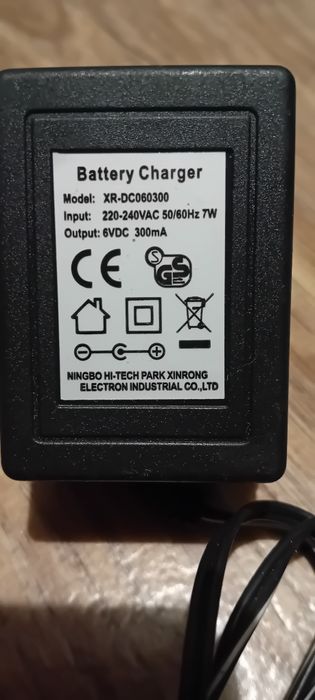 Battery Charger
Model: XR-DC060300
Input: 220-240VAC 50/60Hz 7W
Output: 6VDC 300mA
CE
S
GS
NINGBO HI-TECH PARK XINRONG
ELECTRON INDUSTRIAL CO.,LTD